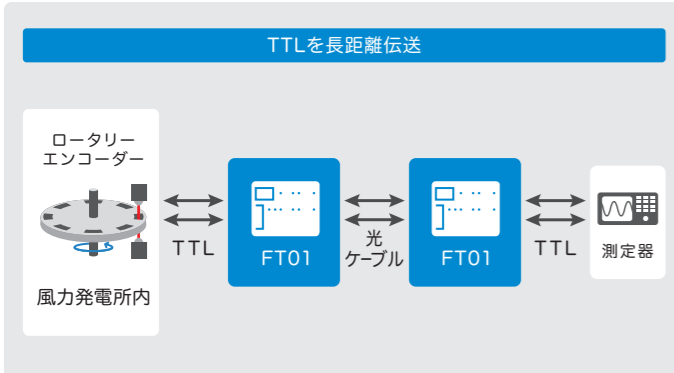 TTLを長距離伝送
ロータリー
エンコーダー
風力発電所内
TTL
FT01
光
ケーブル
FT01
TTL
測定器